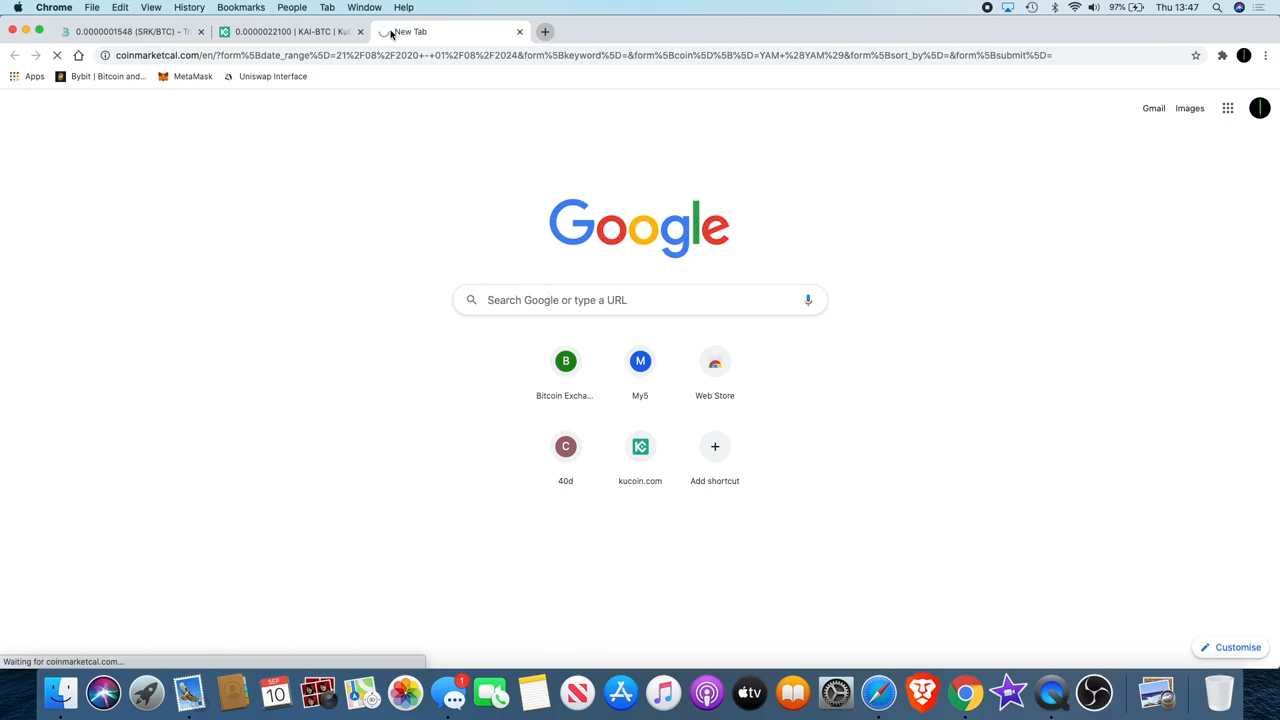 Chrome File Edit View History Bookmarks People Tab Window Help 97% Thu 13:47
0.0000001548 (SRK/BTC) - Tr 0.0000022100 | KAI-BTC | Ku New Tab
coinmarketcal.com/en/?form%5Bdate_range%5D=21%2F08%2F2020+-+01%2F08%2F2024&form%5Bkeyword%5D=&form%5Bcoin%5D%5B%5D=YAM+%28YAM%29&form%5Bsort_by%5D=&form%5Bsubmit%5D=
Apps Bybit | Bitcoin and... MetaMask Uniswap Interface
Gmail Images
Google
Search Google or type a URL
B M
Bitcoin Excha... My5 Web Store
C
40d kucoin.com Add shortcut
Customise
Waiting for coinmarketcal.com...
1
SEP
10
tv